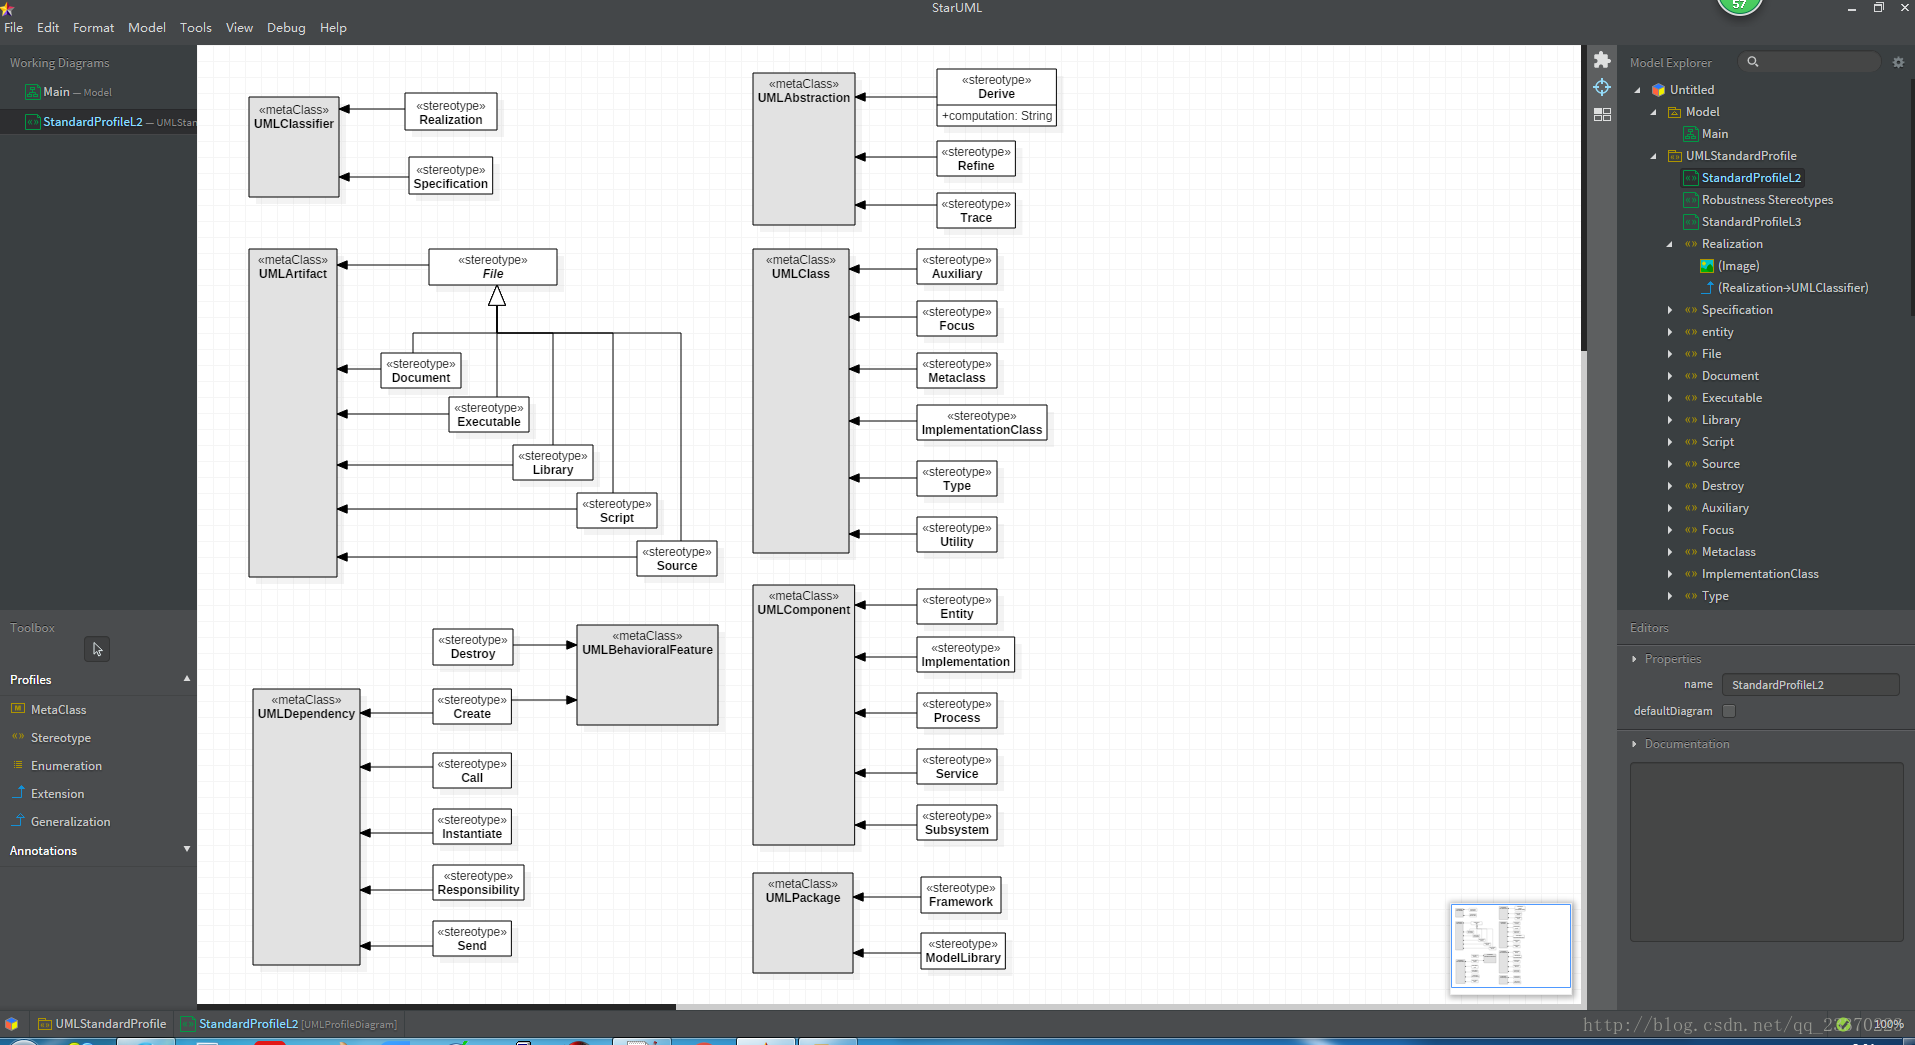 StarUML
57
File Edit Format Model Tools View Debug Help
Working Diagrams
Main — Model
StandardProfileL2 — UMLStan
Toolbox
Profiles
MetaClass
Stereotype
Enumeration
Extension
Generalization
Annotations
«metaClass»
UMLClassifier
«stereotype»
Realization
«stereotype»
Specification
«metaClass»
UMLArtifact
«stereotype»
File
«stereotype»
Document
«stereotype»
Executable
«stereotype»
Library
«stereotype»
Script
«stereotype»
Source
«stereotype»
Destroy
«metaClass»
UMLBehavioralFeature
«metaClass»
UMLDependency
«stereotype»
Create
«stereotype»
Call
«stereotype»
Instantiate
«stereotype»
Responsibility
«stereotype»
Send
«metaClass»
UMLAbstraction
«stereotype»
Derive
+computation: String
«stereotype»
Refine
«stereotype»
Trace
«metaClass»
UMLClass
«stereotype»
Auxiliary
«stereotype»
Focus
«stereotype»
Metaclass
«stereotype»
ImplementationClass
«stereotype»
Type
«stereotype»
Utility
«metaClass»
UMLComponent
«stereotype»
Entity
«stereotype»
Implementation
«stereotype»
Process
«stereotype»
Service
«stereotype»
Subsystem
«metaClass»
UMLPackage
«stereotype»
Framework
«stereotype»
ModelLibrary
Model Explorer
Untitled
Model
Main
UMLStandardProfile
StandardProfileL2
Robustness Stereotypes
StandardProfileL3
Realization
(Image)
(Realization→UMLClassifier)
Specification
entity
File
Document
Executable
Library
Script
Source
Destroy
Auxiliary
Focus
Metaclass
ImplementationClass
Type
Editors
Properties
name StandardProfileL2
defaultDiagram
Documentation
UMLStandardProfile StandardProfileL2 [UMLProfileDiagram]
100%